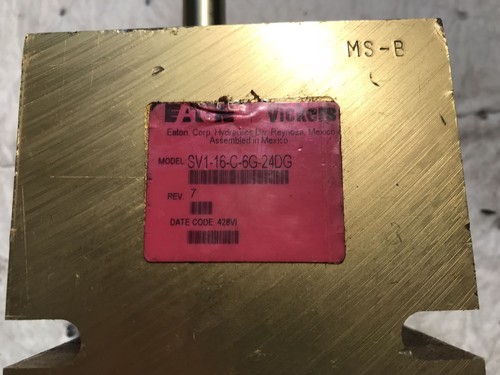 MS-B
EATON Vickers
Eaton, Corp, Hydraulics Div. Reynosa, Mexico
Assembled in Mexico
MODEL: SV1-16-C-6G-24DG
REV. 7
DATE CODE: 428VI